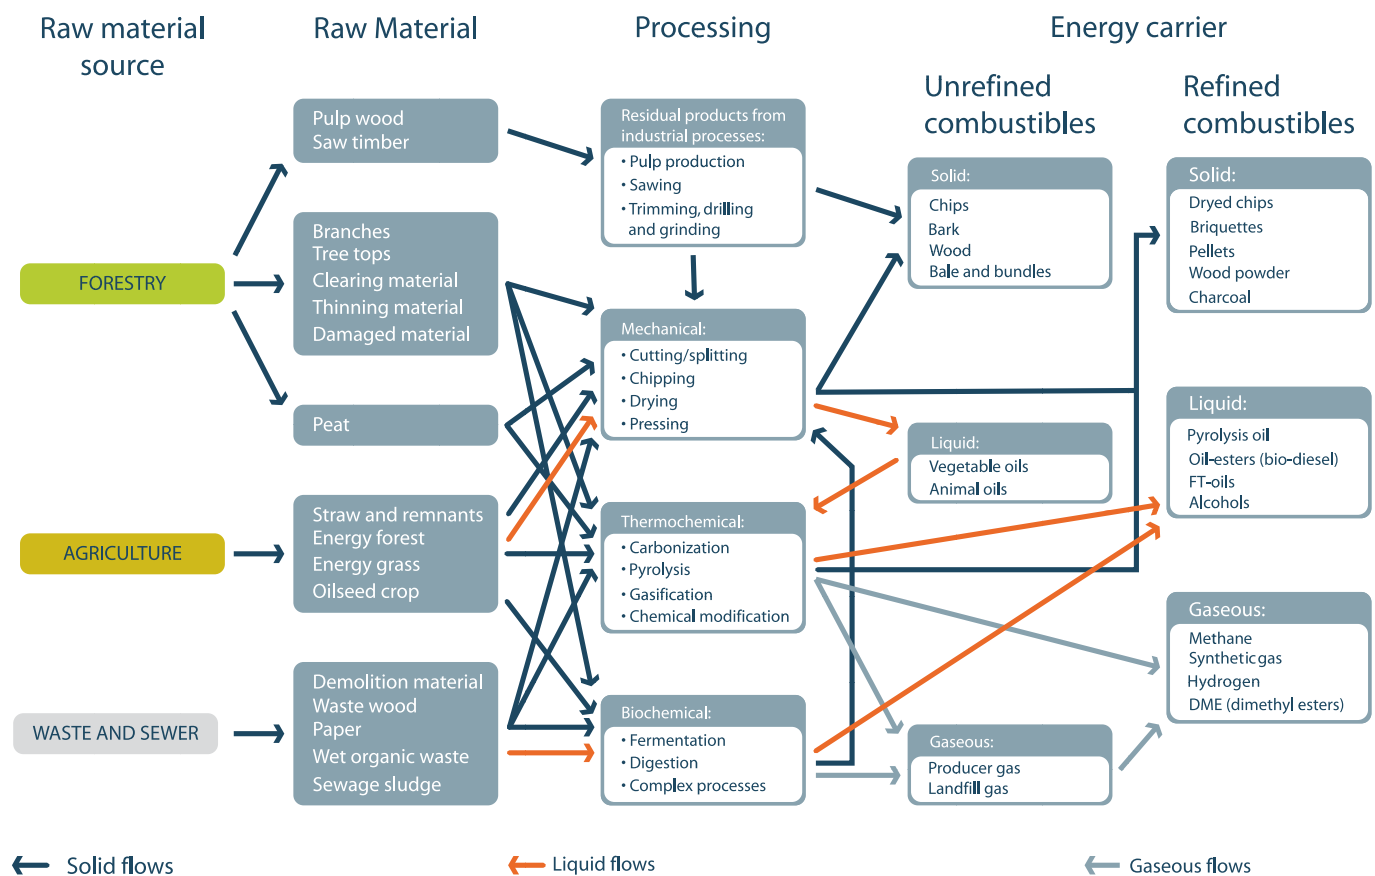 Raw material
source
Raw Material
Processing
Energy carrier
Unrefined
combustibles
Refined
combustibles
FORESTRY
AGRICULTURE
WASTE AND SEWER
Pulp wood
Saw timber
Branches
Tree tops
Clearing material
Thinning material
Damaged material
Peat
Straw and remnants
Energy forest
Energy grass
Oilseed crop
Demolition material
Waste wood
Paper
Wet organic waste
Sewage sludge
Residual products from
industrial processes:
• Pulp production
• Sawing
• Trimming, drilling
and grinding
Mechanical:
• Cutting/splitting
• Chipping
• Drying
• Pressing
Thermochemical:
• Carbonization
• Pyrolysis
• Gasification
• Chemical modification
Biochemical:
• Fermentation
• Digestion
• Complex processes
Solid:
Chips
Bark
Wood
Bale and bundles
Liquid:
Vegetable oils
Animal oils
Gaseous:
Producer gas
Landfill gas
Solid:
Dryed chips
Briquettes
Pellets
Wood powder
Charcoal
Liquid:
Pyrolysis oil
Oil-esters (bio-diesel)
FT-oils
Alcohols
Gaseous:
Methane
Synthetic gas
Hydrogen
DME (dimethyl esters)
Solid flows
Liquid flows
Gaseous flows